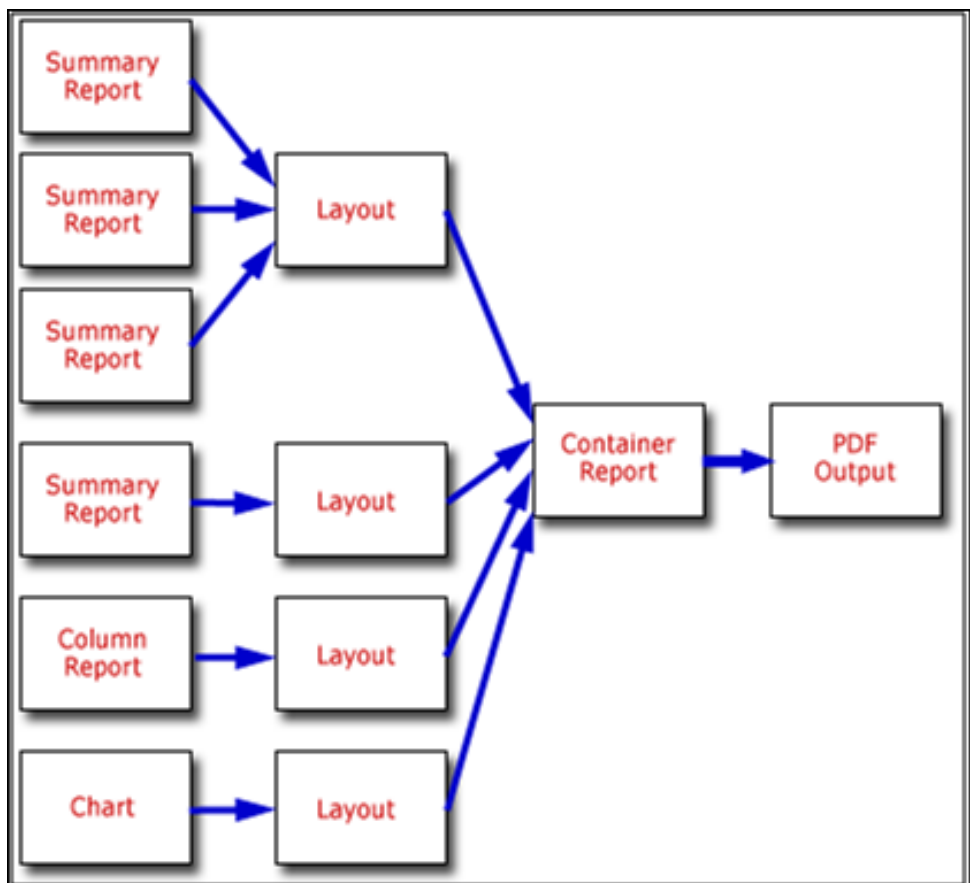 Summary
Report
Summary
Report
Layout
Summary
Report
Container
Report
PDF
Output
Summary
Report
Layout
Column
Report
Layout
Chart
Layout